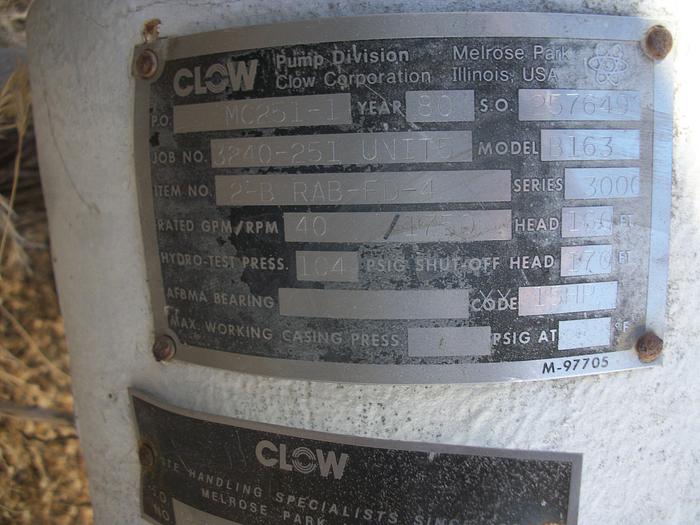 CLOW Pump Division Melrose Park
Clow Corporation Illinois, USA
P.O. MC251-1 YEAR 80 S.O. 257649
JOB NO. 3240-251 UNIT5 MODEL B163
ITEM NO. 2-B RAB-FD-4 SERIES 3000
RATED GPM/RPM 40 / 1750 HEAD FT
HYDRO-TEST PRESS. 104 PSIG SHUT-OFF HEAD 170 FT
AFBMA BEARING CODE 15HP
MAX. WORKING CASING PRESS. PSIG AT °F
M-97705
CLOW
HANDLING SPECIALISTS
MELROSE PARK
NO